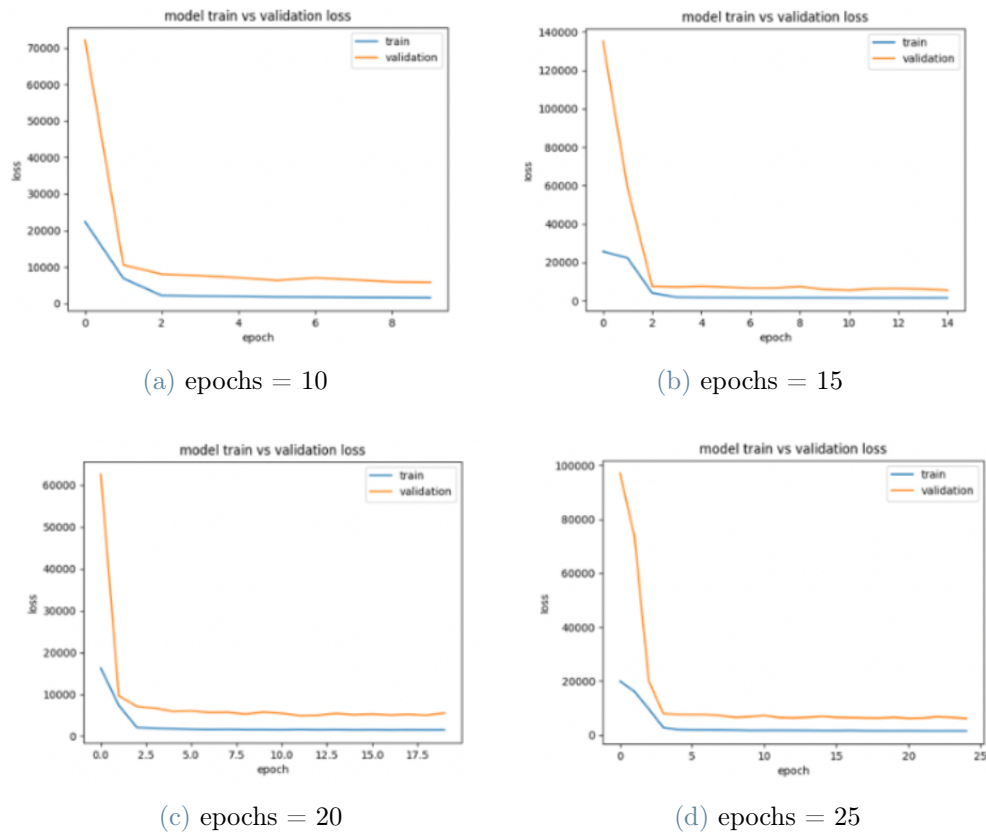 model train vs validation loss
train
validation
70000
60000
50000
40000
30000
20000
10000
0
loss
0 2 4 6 8
epoch
(a) epochs = 10
model train vs validation loss
train
validation
140000
120000
100000
80000
60000
40000
20000
0
loss
0 2 4 6 8 10 12 14
epoch
(b) epochs = 15
model train vs validation loss
train
validation
60000
50000
40000
30000
20000
10000
0
loss
0.0 2.5 5.0 7.5 10.0 12.5 15.0 17.5
epoch
(c) epochs = 20
model train vs validation loss
train
validation
100000
80000
60000
40000
20000
0
loss
0 5 10 15 20 25
epoch
(d) epochs = 25